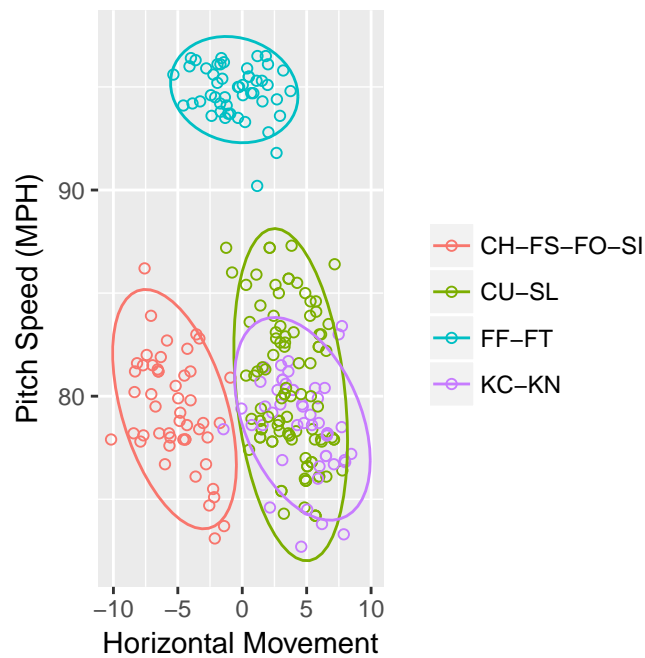 Pitch Speed (MPH)
90
80
−10
−5
0
5
10
Horizontal Movement
CH−FS−FO−SI
CU−SL
FF−FT
KC−KN